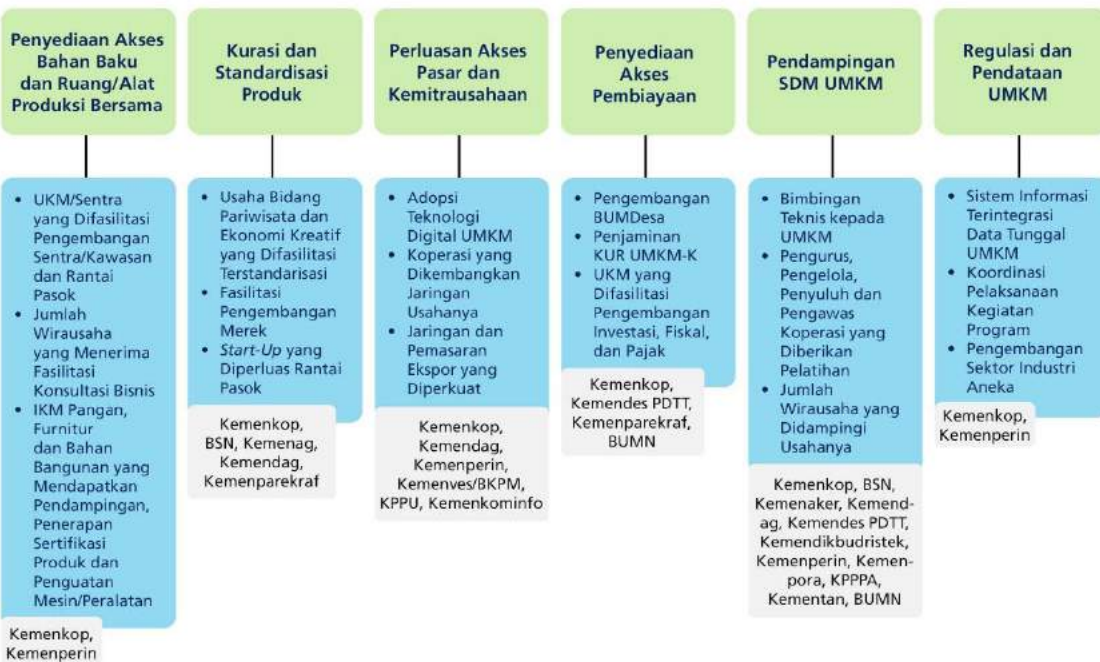 Penyediaan Akses
Bahan Baku
dan Ruang/Alat
Produksi Bersama
• UKM/Sentra
yang Difasilitasi
Pengembangan
Sentra/Kawasan
dan Rantai
Pasok
• Jumlah
Wirausaha
yang Menerima
Fasilitasi
Konsultasi Bisnis
• IKM Pangan,
Furnitur
dan Bahan
Bangunan yang
Mendapatkan
Pendampingan,
Penerapan
Sertifikasi
Produk dan
Penguatan
Mesin/Peralatan
Kemenkop,
Kemenperin
Kurasi dan
Standardisasi
Produk
• Usaha Bidang
Pariwisata dan
Ekonomi Kreatif
yang Difasilitasi
Terstandarisasi
• Fasilitasi
Pengembangan
Merek
• Start-Up yang
Diperluas Rantai
Pasok
Kemenkop,
BSN, Kemenag,
Kemendag,
Kemenparekraf
Perluasan Akses
Pasar dan
Kemitrausahaan
• Adopsi
Teknologi
Digital UMKM
• Koperasi yang
Dikembangkan
Jaringan
Usahanya
• Jaringan dan
Pemasaran
Ekspor yang
Diperkuat
Kemenkop,
Kemendag,
Kemenperin,
Kemenves/BKPM,
KPPU, Kemenkominfo
Penyediaan
Akses
Pembiayaan
• Pengembangan
BUMDesa
• Penjaminan
KUR UMKM-K
• UKM yang
Difasilitasi
Pengembangan
Investasi, Fiskal,
dan Pajak
Kemenkop,
Kemendes PDTT,
Kemenparekraf,
BUMN
Pendampingan
SDM UMKM
• Bimbingan
Teknis kepada
UMKM
• Pengurus,
Pengelola,
Penyuluh dan
Pengawas
Koperasi yang
Diberikan
Pelatihan
• Jumlah
Wirausaha yang
Didampingi
Usahanya
Kemenkop, BSN,
Kemenaker, Kemend-
ag, Kemendes PDTT,
Kemendikbudristek,
Kemenperin, Kemen-
pora, KPPPA,
Kementan, BUMN
Regulasi dan
Pendataan
UMKM
• Sistem Informasi
Terintegrasi
Data Tunggal
UMKM
• Koordinasi
Pelaksanaan
Kegiatan
Program
• Pengembangan
Sektor Industri
Aneka
Kemenkop,
Kemenperin